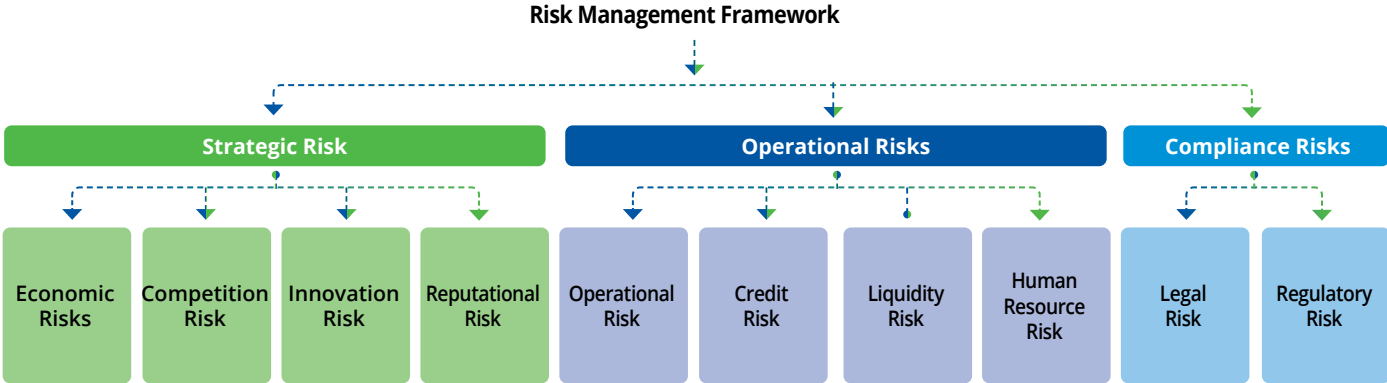 Risk Management Framework
Strategic Risk
Operational Risks
Compliance Risks
Economic
Risks
Competition
Risk
Innovation
Risk
Reputational
Risk
Operational
Risk
Credit
Risk
Liquidity
Risk
Human
Resource
Risk
Legal
Risk
Regulatory
Risk